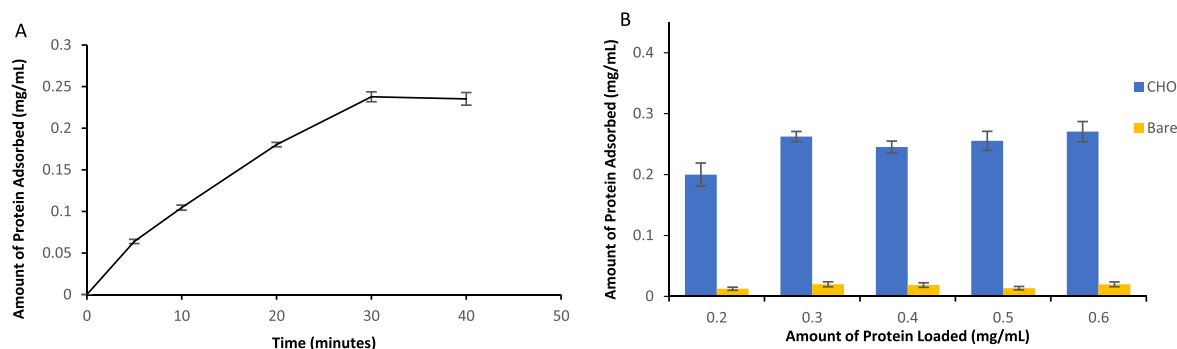 A
Amount of Protein Adsorbed (mg/mL)
0.3
0.25
0.2
0.15
0.1
0.05
0
0 10 20 30 40 50
Time (minutes)
B
Amount of Protein Adsorbed (mg/mL)
0.4
0.3
0.2
0.1
0
0.2 0.3 0.4 0.5 0.6
Amount of Protein Loaded (mg/mL)
CHO
Bare